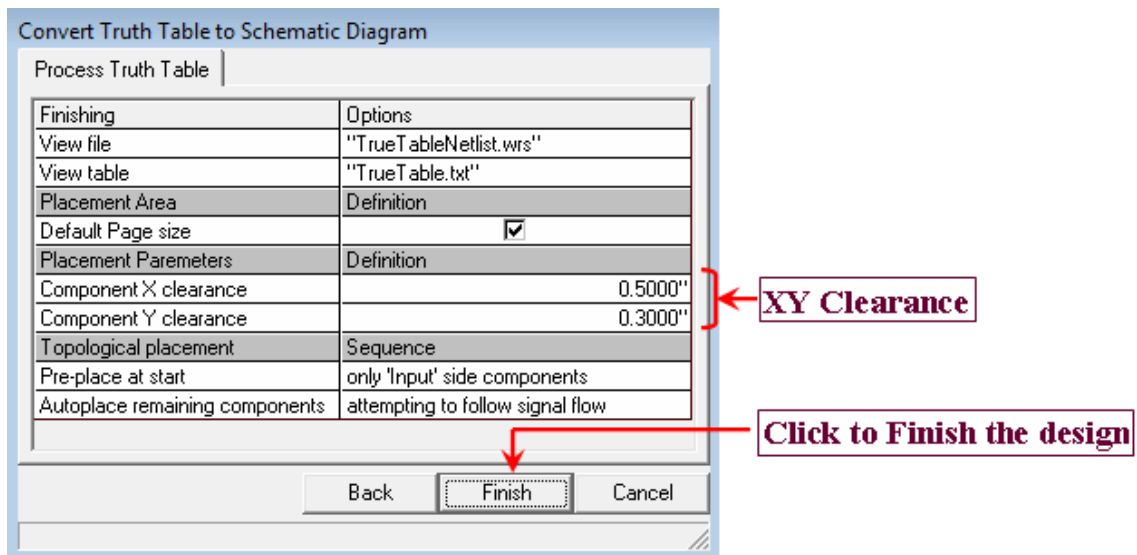 Convert Truth Table to Schematic Diagram
Process Truth Table
Finishing Options
View file "TrueTableNetlist.wrs"
View table "TrueTable.txt"
Placement Area Definition
Default Page size
Placement Paremeters Definition
Component X clearance 0.5000"
Component Y clearance 0.3000"
XY Clearance
Topological placement Sequence
Pre-place at start only 'Input' side components
Autoplace remaining components attempting to follow signal flow
Click to Finish the design
Back Finish Cancel